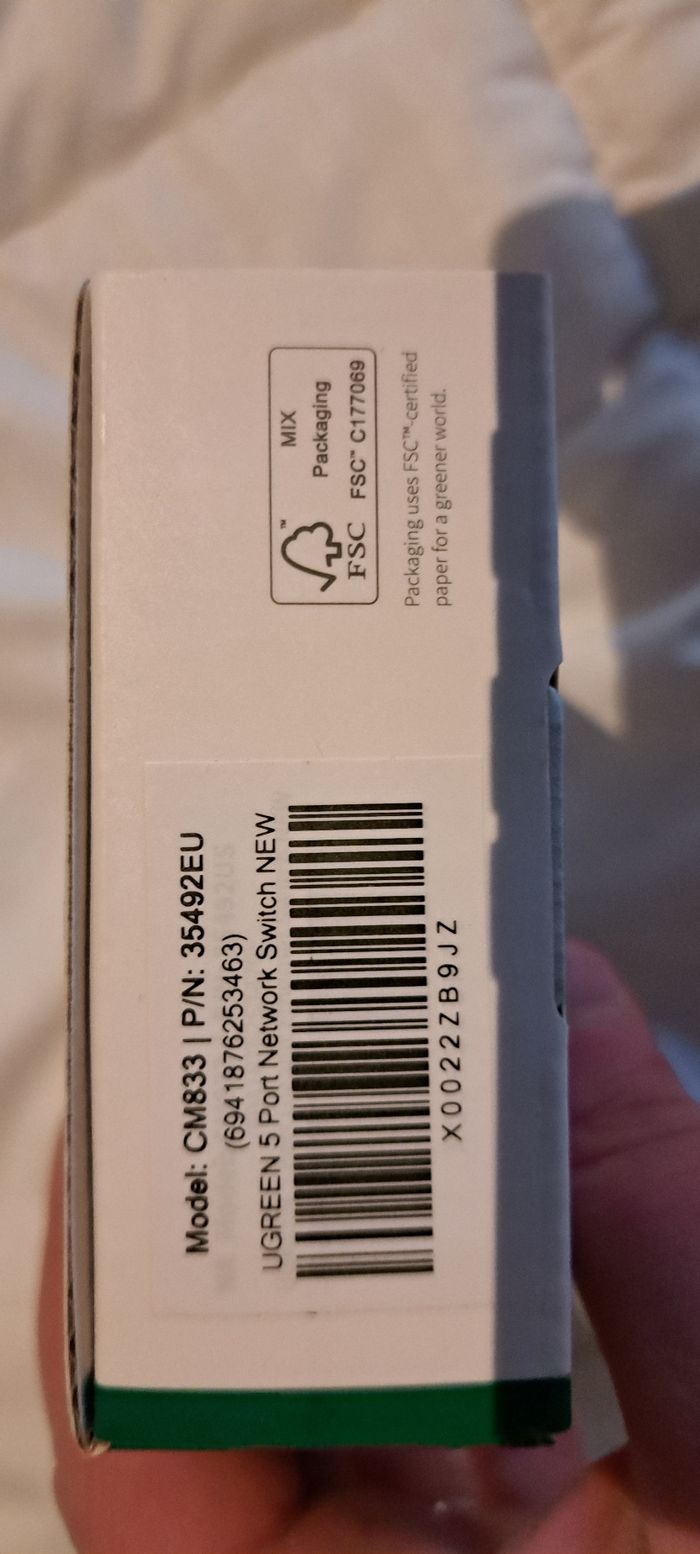 Model: CM833 | P/N: 35492EU
(6941876253463)
UGREEN 5 Port Network Switch NEW
X0022ZB9JZ
FSC™
MIX
Packaging
FSC™ C177069
Packaging uses FSC™-certified
paper for a greener world.